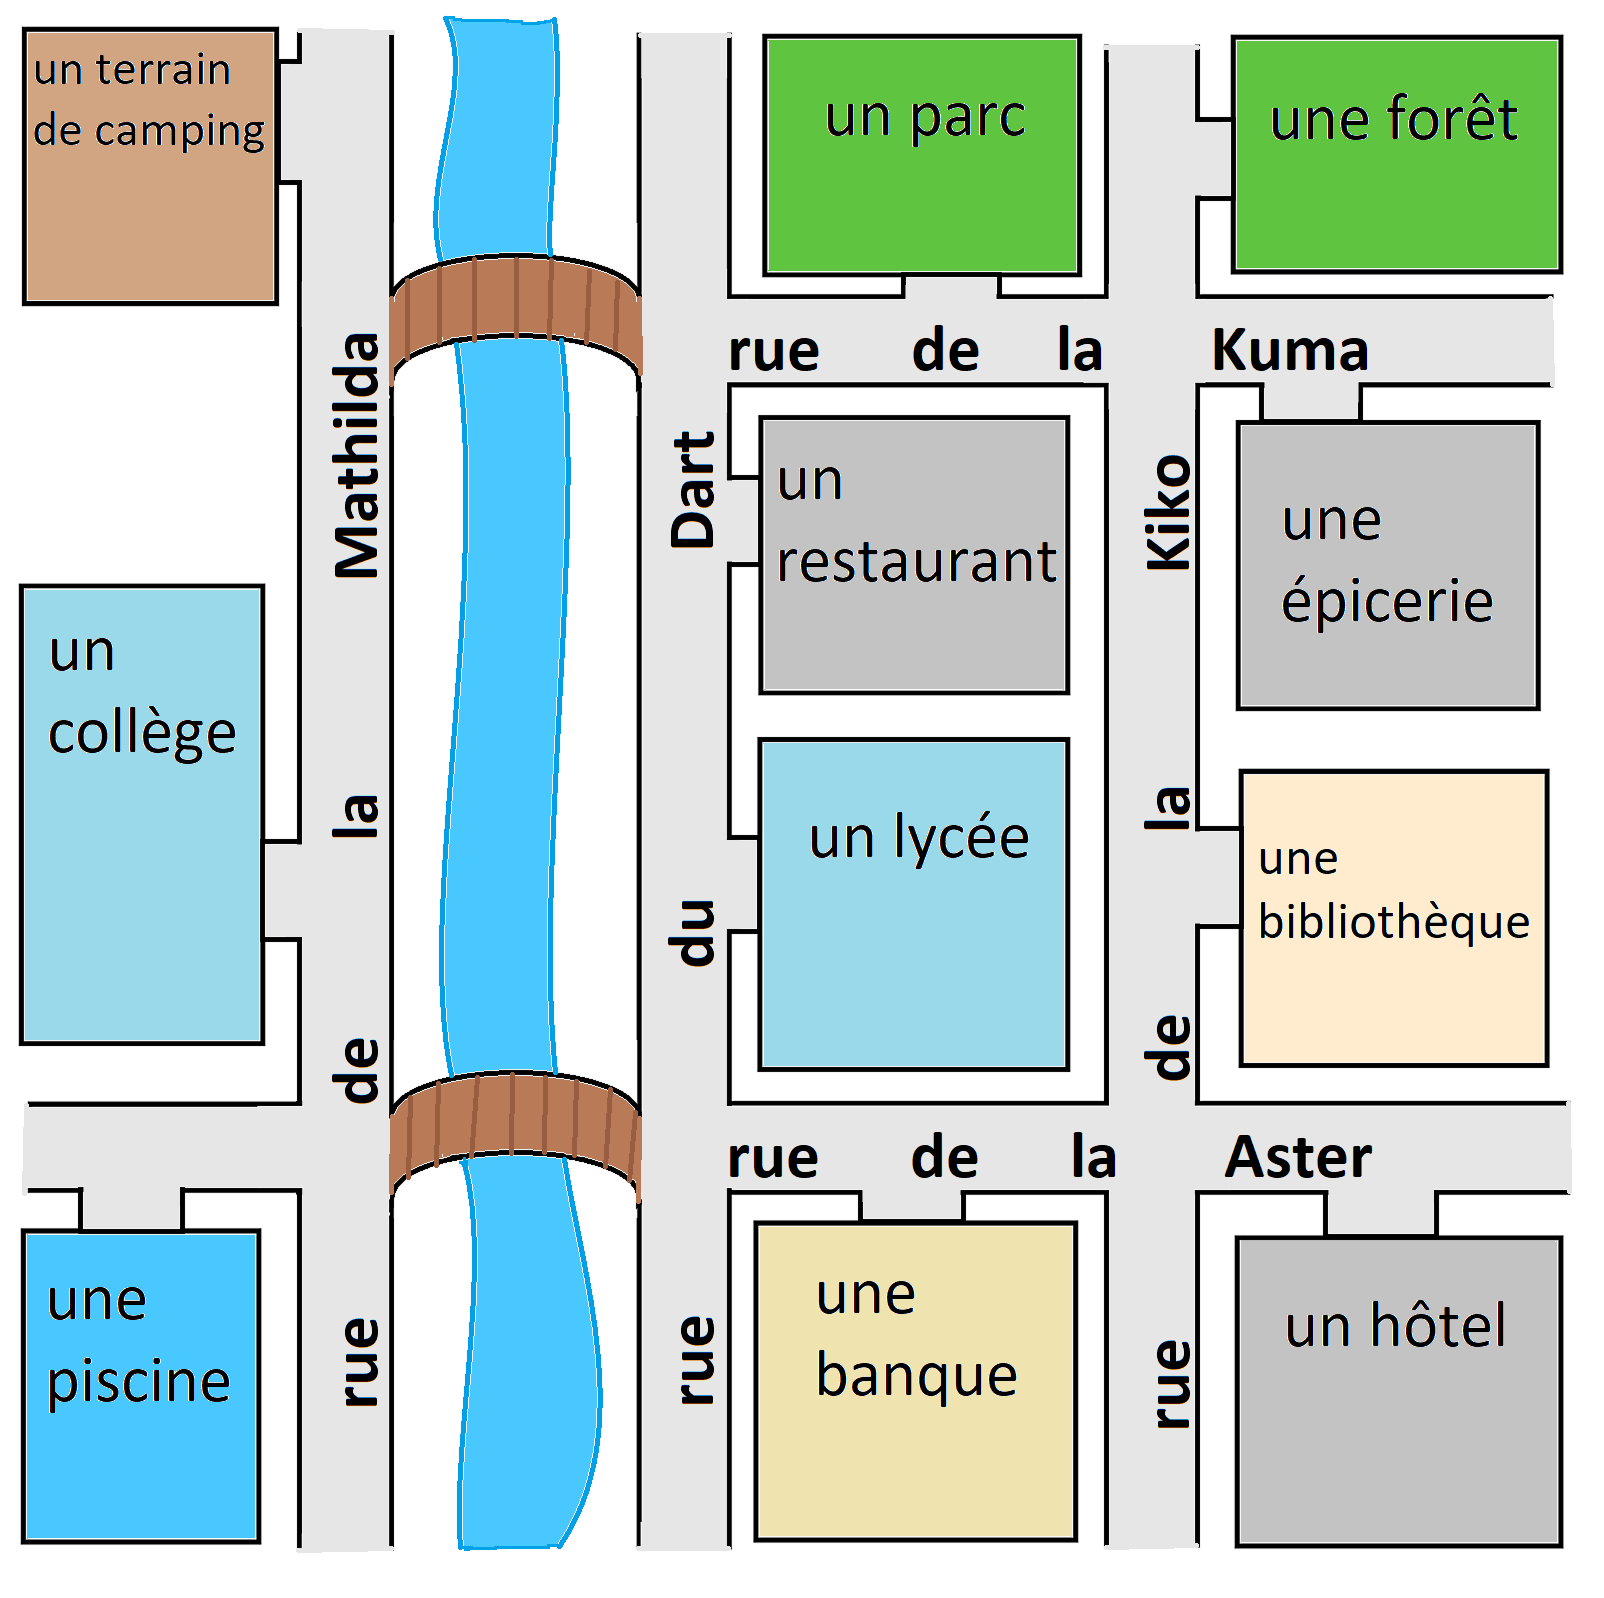 un terrain
de camping
un parc
une forêt
rue de la Kuma
rue de la Mathilda
rue du Dart
rue de la Kiko
un
restaurant
une
épicerie
un
collège
un lycée
une
bibliothèque
rue de la Aster
une
piscine
une
banque
un hôtel